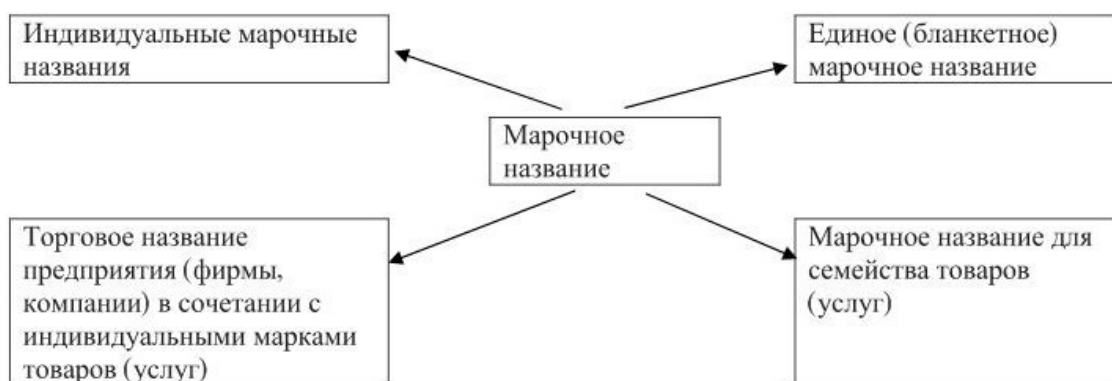 Индивидуальные марочные
названия
Единое (бланкетное)
марочное название
Марочное
название
Торговое название
предприятия (фирмы,
компании) в сочетании с
индивидуальными марками
товаров (услуг)
Марочное название для
семейства товаров
(услуг)